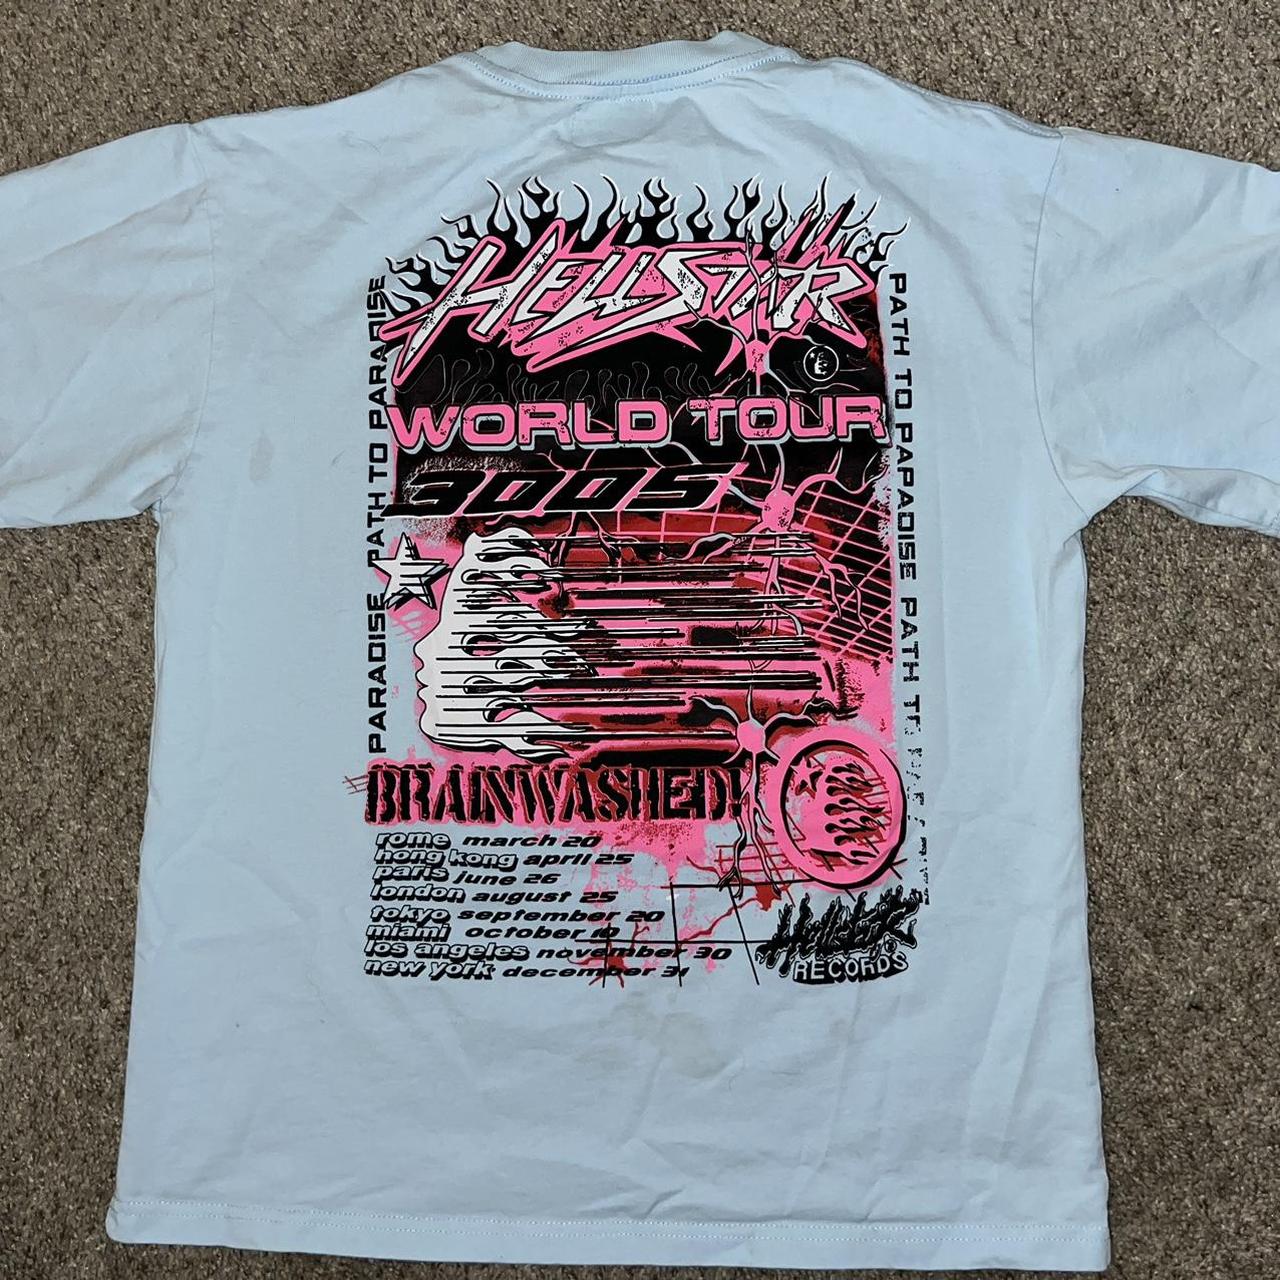 HELLSTAR
WORLD TOUR
3005
PARADISE PATH TO PARADISE
PATH TO PAPADISE PATH TO
BRAINWASHED!
rome march 20
hong kong april 25
paris june 26
london august 25
tokyo september 20
miami october 10
los angeles november 30
new york december 31
Hellstar
RECORDS